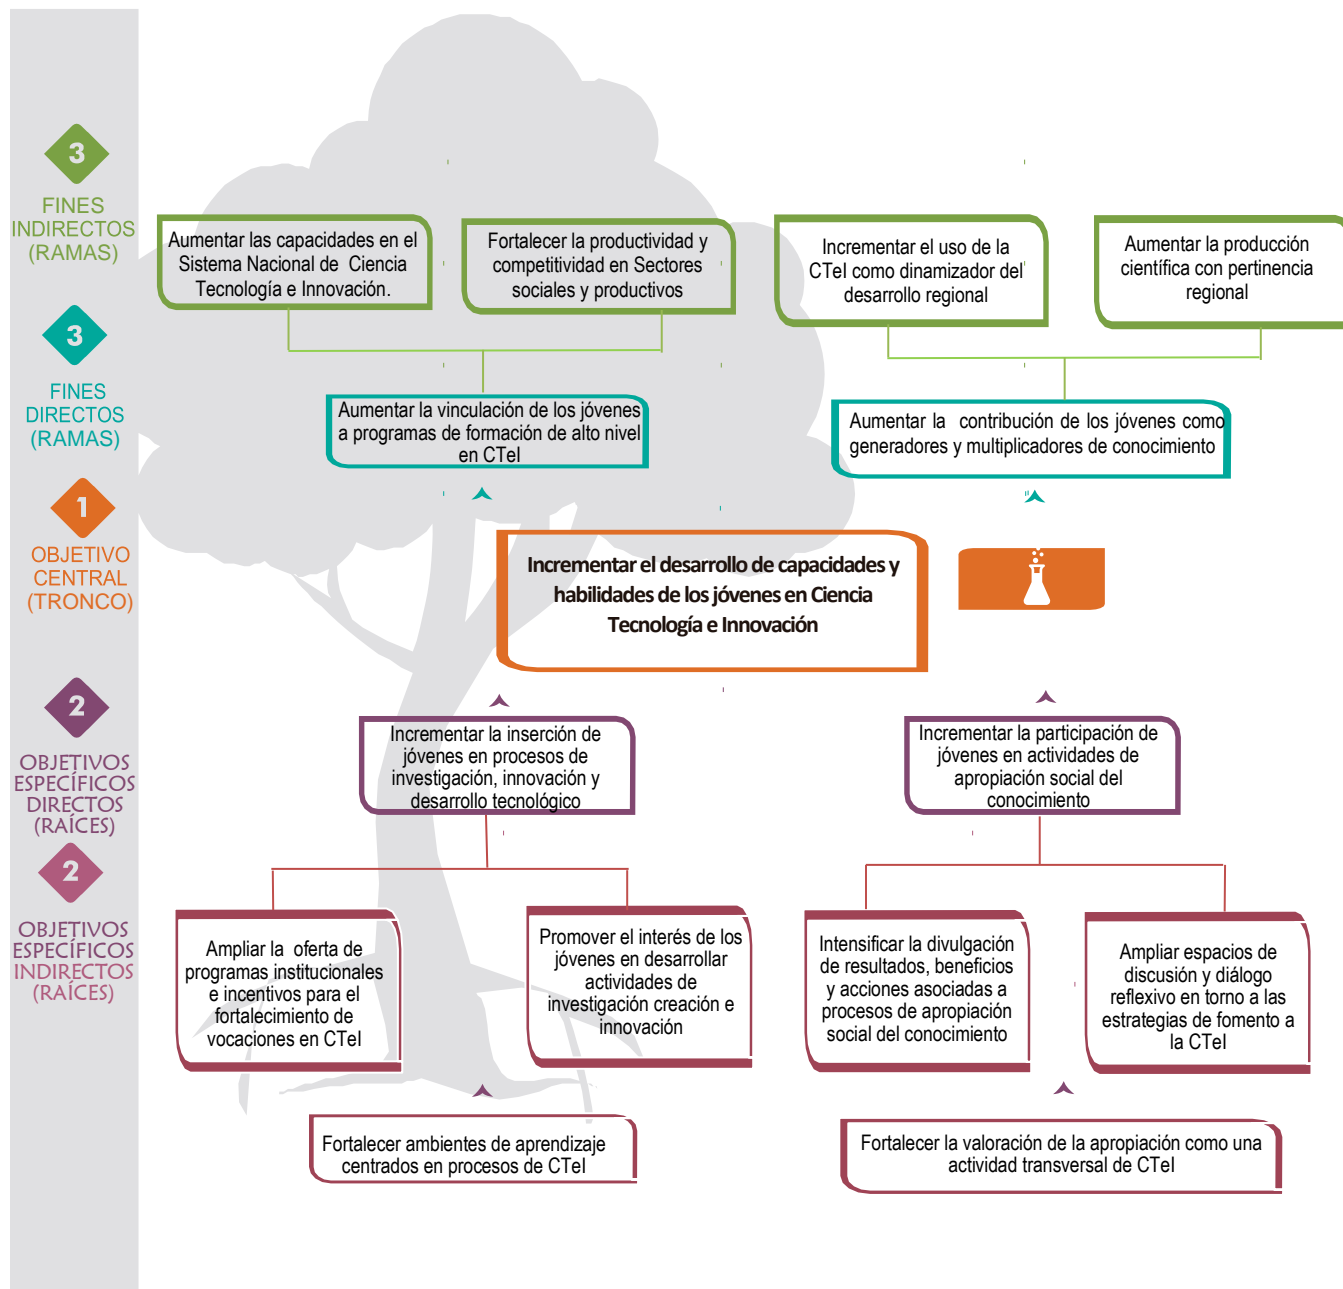 3
FINES
INDIRECTOS
(RAMAS)
3
FINES
DIRECTOS
(RAMAS)
1
OBJETIVO
CENTRAL
(TRONCO)
2
OBJETIVOS
ESPECÍFICOS
DIRECTOS
(RAÍCES)
2
OBJETIVOS
ESPECÍFICOS
INDIRECTOS
(RAÍCES)
Aumentar las capacidades en el
Sistema Nacional de Ciencia
Tecnología e Innovación.
Fortalecer la productividad y
competitividad en Sectores
sociales y productivos
Incrementar el uso de la
CTeI como dinamizador del
desarrollo regional
Aumentar la producción
científica con pertinencia
regional
Aumentar la vinculación de los jóvenes
a programas de formación de alto nivel
en CTeI
Aumentar la contribución de los jóvenes como
generadores y multiplicadores de conocimiento
Incrementar el desarrollo de capacidades y
habilidades de los jóvenes en Ciencia
Tecnología e Innovación
Incrementar la inserción de
jóvenes en procesos de
investigación, innovación y
desarrollo tecnológico
Incrementar la participación de
jóvenes en actividades de
apropiación social del
conocimiento
Ampliar la oferta de
programas institucionales
e incentivos para el
fortalecimiento de
vocaciones en CTeI
Promover el interés de los
jóvenes en desarrollar
actividades de
investigación creación e
innovación
Intensificar la divulgación
de resultados, beneficios
y acciones asociadas a
procesos de apropiación
social del conocimiento
Ampliar espacios de
discusión y diálogo
reflexivo en torno a las
estrategias de fomento a
la CTeI
Fortalecer ambientes de aprendizaje
centrados en procesos de CTeI
Fortalecer la valoración de la apropiación como una
actividad transversal de CTeI